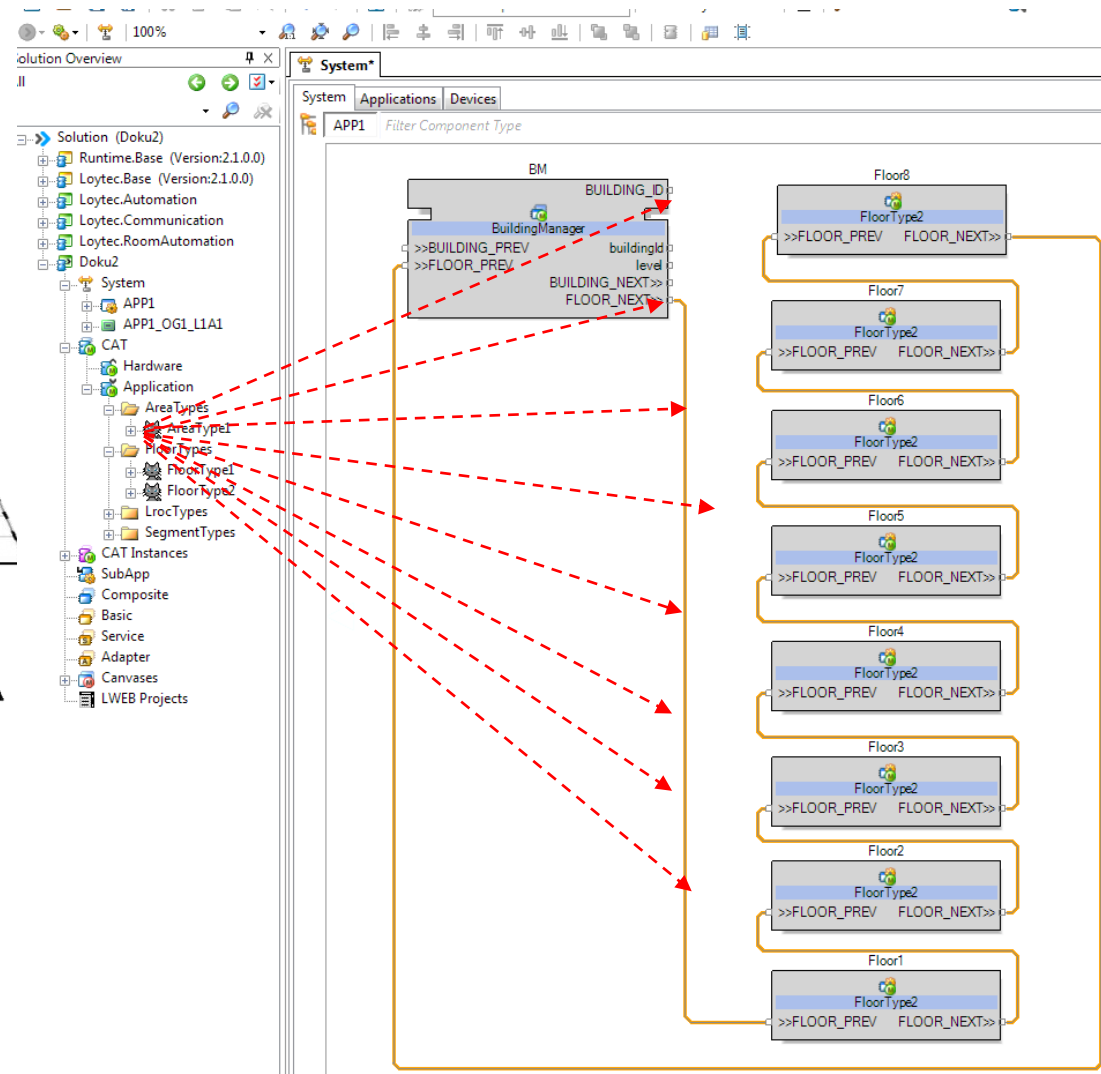 100%
Solution Overview
System*
System Applications Devices
APP1 Filter Component Type
Solution (Doku2)
Runtime.Base (Version:2.1.0.0)
Loytec.Base (Version:2.1.0.0)
Loytec.Automation
Loytec.Communication
Loytec.RoomAutomation
Doku2
System
APP1
APP1_OG1_L1A1
CAT
Hardware
Application
AreaTypes
AreaType1
FloorTypes
FloorType1
FloorType2
LrocTypes
SegmentTypes
CAT Instances
SubApp
Composite
Basic
Service
Adapter
Canvases
LWEB Projects
BM
BUILDING_ID
BuildingManager
>>BUILDING_PREV buildingId
>>FLOOR_PREV level
BUILDING_NEXT>>
FLOOR_NEXT>>
Floor8
FloorType2
>>FLOOR_PREV FLOOR_NEXT>>
Floor7
FloorType2
>>FLOOR_PREV FLOOR_NEXT>>
Floor6
FloorType2
>>FLOOR_PREV FLOOR_NEXT>>
Floor5
FloorType2
>>FLOOR_PREV FLOOR_NEXT>>
Floor4
FloorType2
>>FLOOR_PREV FLOOR_NEXT>>
Floor3
FloorType2
>>FLOOR_PREV FLOOR_NEXT>>
Floor2
FloorType2
>>FLOOR_PREV FLOOR_NEXT>>
Floor1
FloorType2
>>FLOOR_PREV FLOOR_NEXT>>